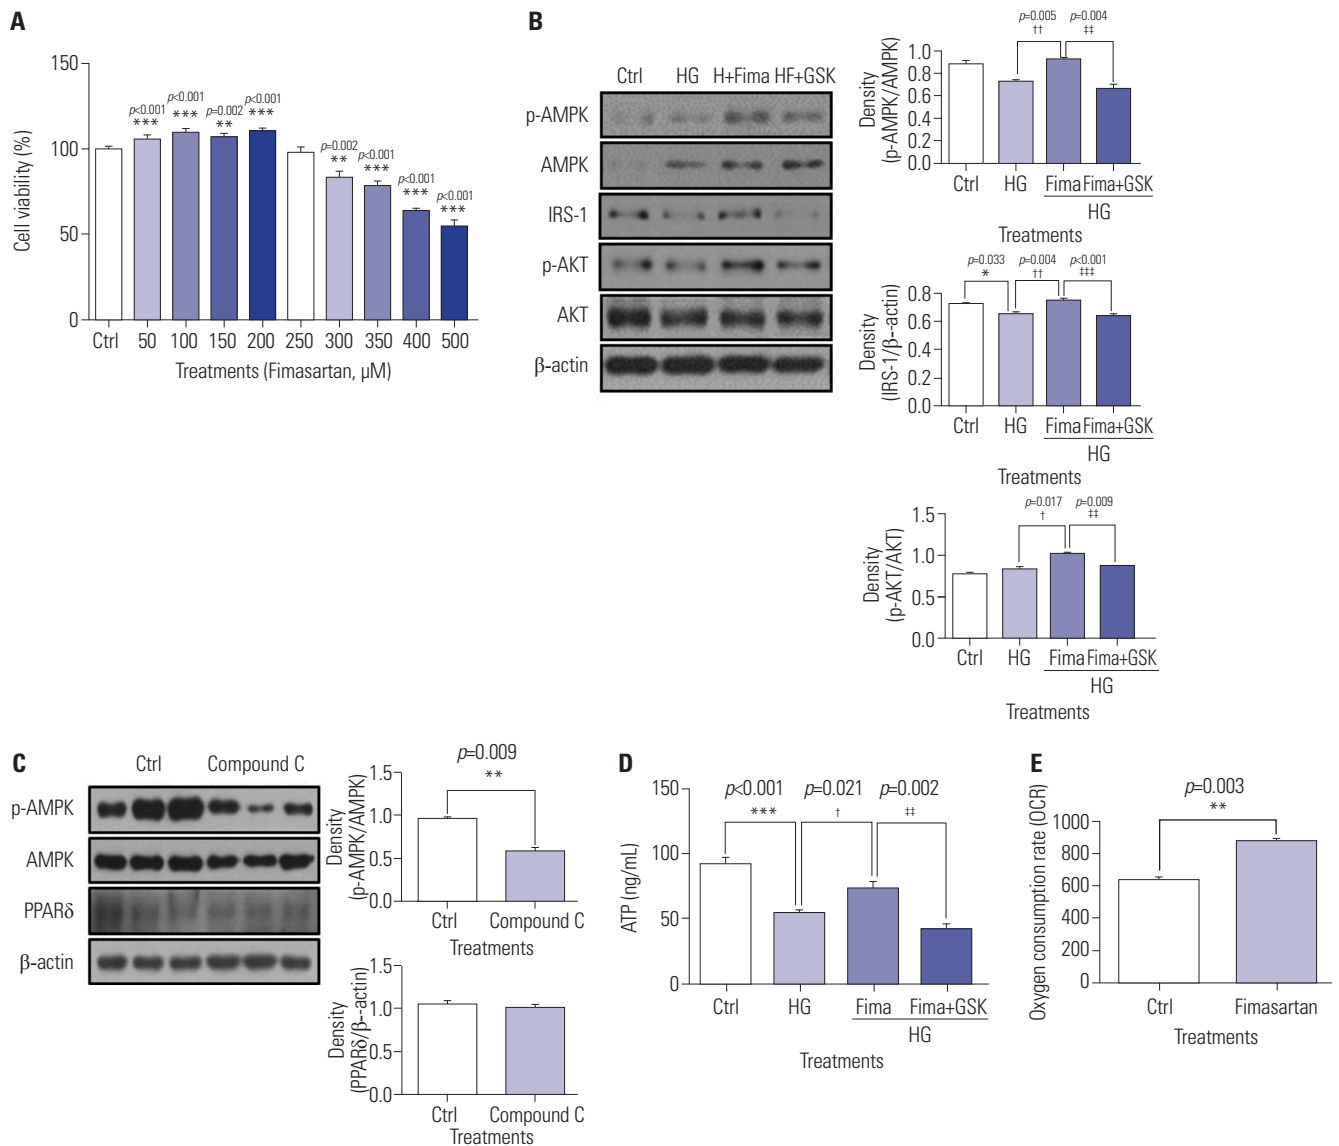 A
150
100
50
0
Cell viability (%)
p<0.001
***
p<0.001
***
p=0.002
**
p<0.001
***
p=0.002
**
p<0.001
***
p<0.001
***
p<0.001
***
Ctrl 50 100 150 200 250 300 350 400 500
Treatments (Fimasartan, µM)
B
Ctrl HG H+Fima HF+GSK
p-AMPK
AMPK
IRS-1
p-AKT
AKT
β-actin
p=0.005 p=0.004
†† ‡‡
Density
(p-AMPK/AMPK)
1.0
0.8
0.6
0.4
0.2
0.0
Ctrl HG Fima Fima+GSK
HG
Treatments
p=0.033 p=0.004 p<0.001
* †† ‡‡‡
Density
(IRS-1/β--actin)
0.8
0.6
0.4
0.2
0.0
Ctrl HG Fima Fima+GSK
HG
Treatments
p=0.017 p=0.009
† ‡‡
Density
(p-AKT/AKT)
1.5
1.0
0.5
0.0
Ctrl HG Fima Fima+GSK
HG
Treatments
C
Ctrl Compound C
p-AMPK
AMPK
PPARδ
β-actin
p=0.009
**
Density
(p-AMPK/AMPK)
1.5
1.0
0.5
0.0
Ctrl Compound C
Treatments
Density
(PPARδ/β--actin)
1.5
1.0
0.5
0.0
Ctrl Compound C
Treatments
D
p<0.001 p=0.021 p=0.002
*** † ‡‡
ATP (ng/mL)
150
100
50
0
Ctrl HG Fima Fima+GSK
HG
Treatments
E
p=0.003
**
Oxygen consumption rate (OCR)
1000
800
600
400
200
0
Ctrl Fimasartan
Treatments